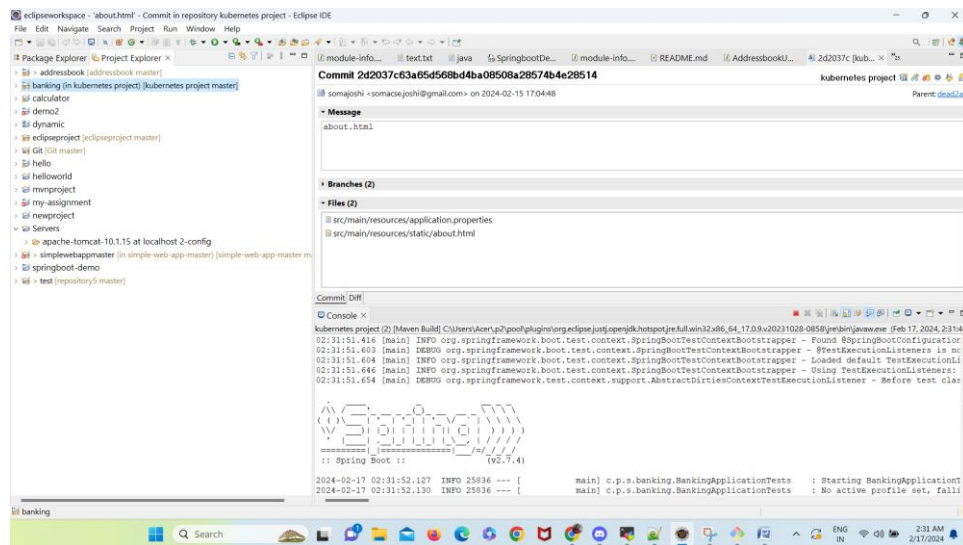 eclipseworkspace - 'about.html' - Commit in repository kubernetes project - Eclipse IDE
File Edit Navigate Search Project Run Window Help
Package Explorer Project Explorer ×
> addressbook [addressbook master]
> banking (in kubernetes project) [kubernetes project master]
calculator
demo2
dynamic
eclipseproject [eclipseproject master]
Git [Git master]
hello
helloworld
mvnproject
my-assignment
newproject
Servers
apache-tomcat-10.1.15 at localhost 2-config
> simplewebappmaster (in simple-web-app-master) [simple-web-app-master m
springboot-demo
> test [repository5 master]
module-info.... text.txt java SpringbootDe... module-info.... README.md AddressbookU... 2d2037c [kub... ×
Commit 2d2037c63a65d568bd4ba08508a28574b4e28514
kubernetes project
somajoshi <somacse.joshi@gmail.com> on 2024-02-15 17:04:48
Parent: dead2a
Message
about.html
Branches (2)
Files (2)
src/main/resources/application.properties
src/main/resources/static/about.html
Commit Diff
Console ×
kubernetes project (2) [Maven Build] C:\Users\Acer\.p2\pool\plugins\org.eclipse.justj.openjdk.hotspot.jre.full.win32.x86_64_17.0.9.v20231028-0858\jre\bin\javaw.exe (Feb 17, 2024, 2:31:4
02:31:51.416 [main] INFO org.springframework.boot.test.context.SpringBootTestContextBootstrapper - Found @SpringBootConfiguration
02:31:51.603 [main] DEBUG org.springframework.boot.test.context.SpringBootTestContextBootstrapper - @TestExecutionListeners is no
02:31:51.604 [main] INFO org.springframework.boot.test.context.SpringBootTestContextBootstrapper - Loaded default TestExecutionLi
02:31:51.646 [main] INFO org.springframework.boot.test.context.SpringBootTestContextBootstrapper - Using TestExecutionListeners:
02:31:51.654 [main] DEBUG org.springframework.test.context.support.AbstractDirtiesContextTestExecutionListener - Before test clas
Spring
:: Spring Boot :: (v2.7.4)
2024-02-17 02:31:52.127 INFO 25836 --- [ main] c.p.s.banking.BankingApplicationTests : Starting BankingApplicationT
2024-02-17 02:31:52.130 INFO 25836 --- [ main] c.p.s.banking.BankingApplicationTests : No active profile set, falli
banking
Search
ENG
IN
2:31 AM
2/17/2024